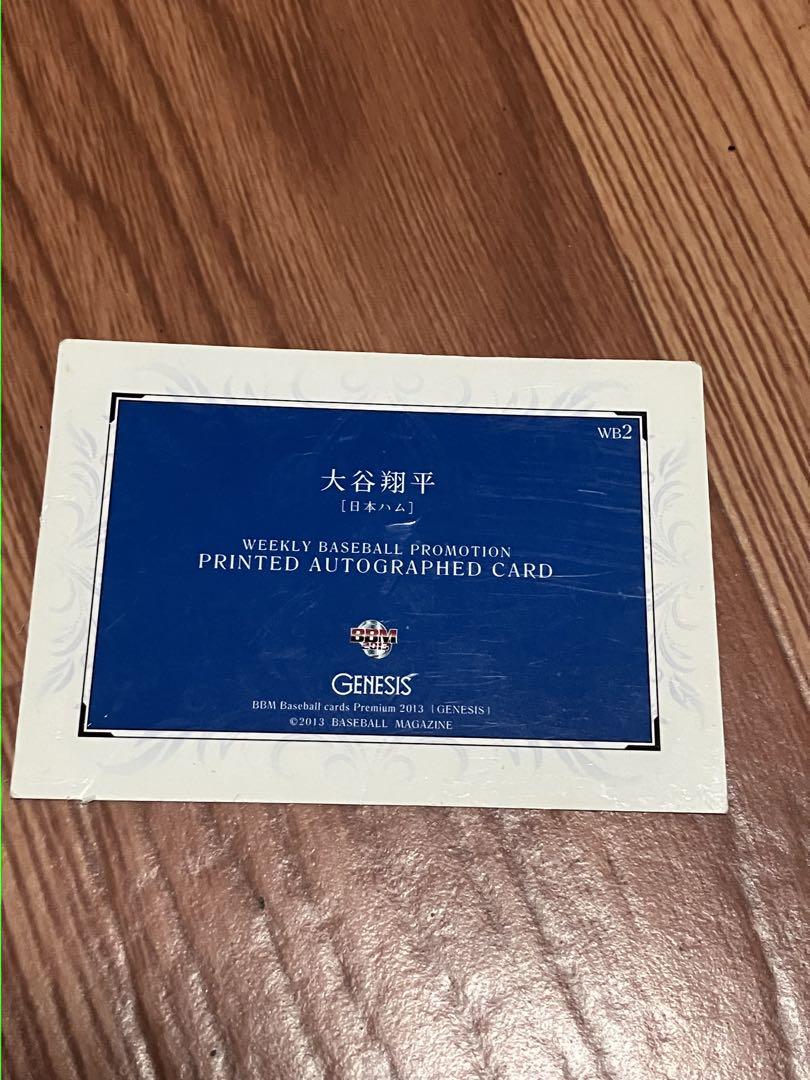 WB2
大谷翔平
[日本ハム]
WEEKLY BASEBALL PROMOTION
PRINTED AUTOGRAPHED CARD
BBM
2013
GENESIS
BBM Baseball cards Premium 2013 [GENESIS]
©2013 BASEBALL MAGAZINE